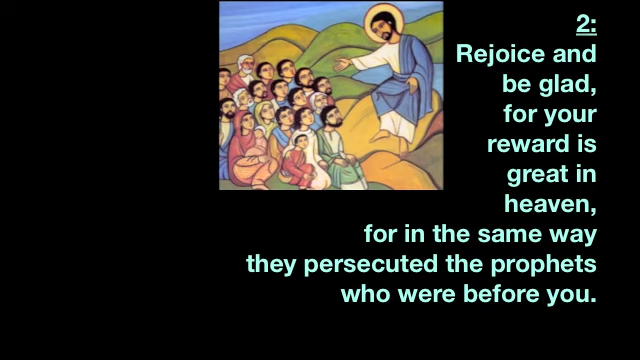 2:
Rejoice and
be glad,
for your
reward is
great in
heaven,
for in the same way
they persecuted the prophets
who were before you.